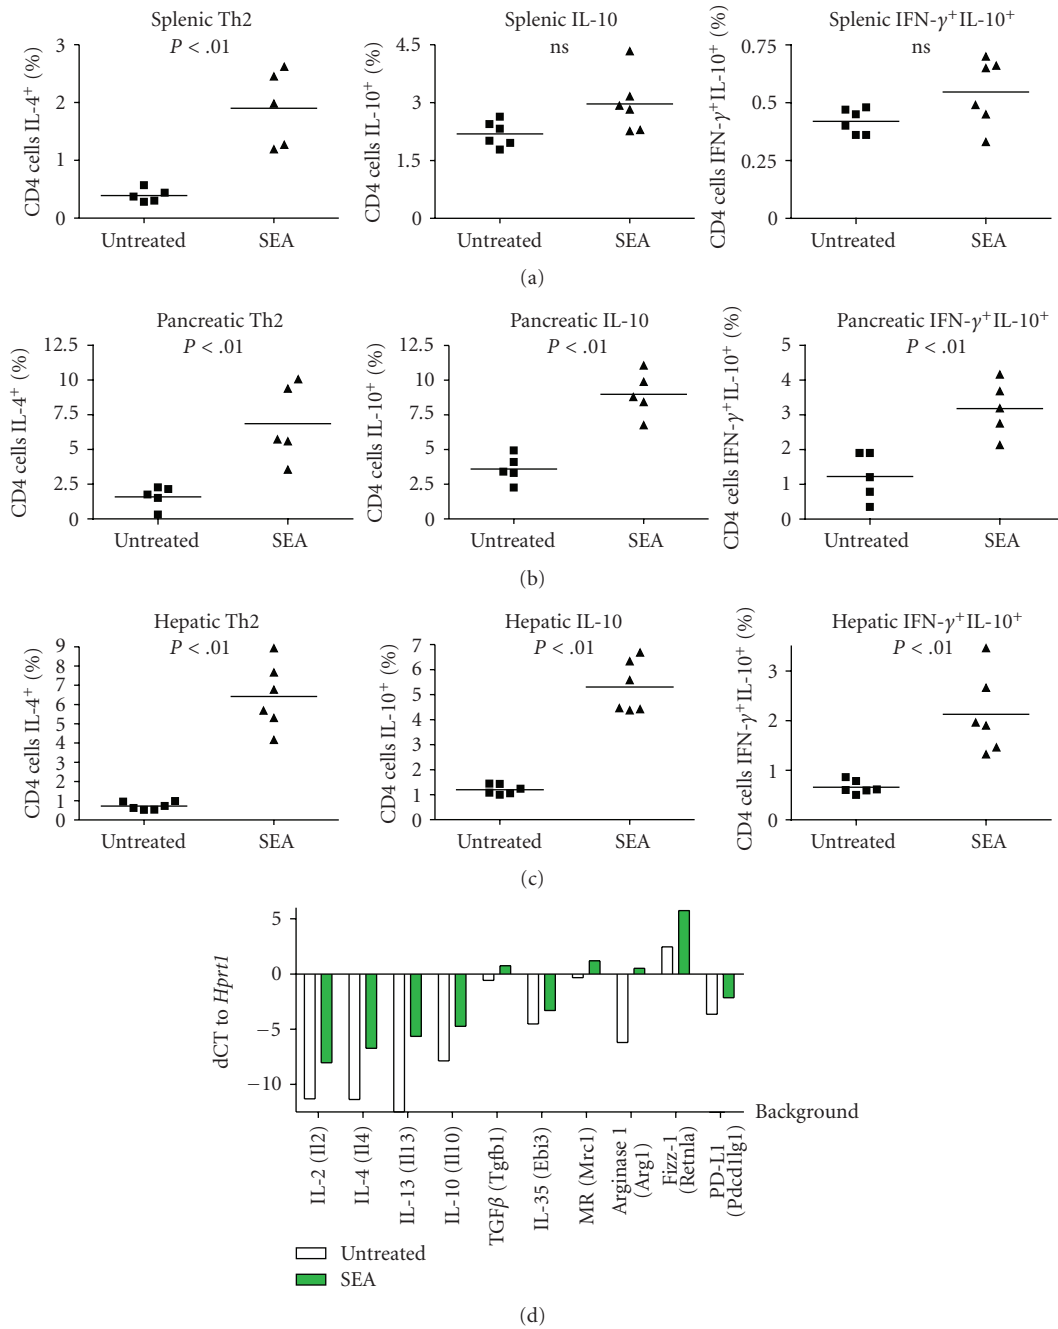 Splenic Th2
P < .01
CD4 cells IL-4⁺ (%)
3
2
1
0
Untreated
SEA
Splenic IL-10
ns
CD4 cells IL-10⁺ (%)
4.5
3
1.5
0
Untreated
SEA
Splenic IFN-γ⁺IL-10⁺
ns
CD4 cells IFN-γ⁺IL-10⁺ (%)
0.75
0.5
0.25
0
Untreated
SEA
(a)
Pancreatic Th2
P < .01
CD4 cells IL-4⁺ (%)
12.5
10
7.5
5
2.5
0
Untreated
SEA
Pancreatic IL-10
P < .01
CD4 cells IL-10⁺ (%)
12.5
10
7.5
5
2.5
0
Untreated
SEA
Pancreatic IFN-γ⁺IL-10⁺
P < .01
CD4 cells IFN-γ⁺IL-10⁺ (%)
5
4
3
2
1
0
Untreated
SEA
(b)
Hepatic Th2
P < .01
CD4 cells IL-4⁺ (%)
9
8
7
6
5
4
3
2
1
0
Untreated
SEA
Hepatic IL-10
P < .01
CD4 cells IL-10⁺ (%)
7
6
5
4
3
2
1
0
Untreated
SEA
Hepatic IFN-γ⁺IL-10⁺
P < .01
CD4 cells IFN-γ⁺IL-10⁺ (%)
3
2
1
0
Untreated
SEA
(c)
dCT to Hprt1
5
0
−5
−10
Background
IL-2 (Il2)
IL-4 (Il4)
IL-13 (Il13)
IL-10 (Il10)
TGFβ (Tgfb1)
IL-35 (Ebi3)
MR (Mrc1)
Arginase 1
(Arg1)
Fizz-1
(Retnla)
PD-L1
(Pdcd1lg1)
Untreated
SEA
(d)